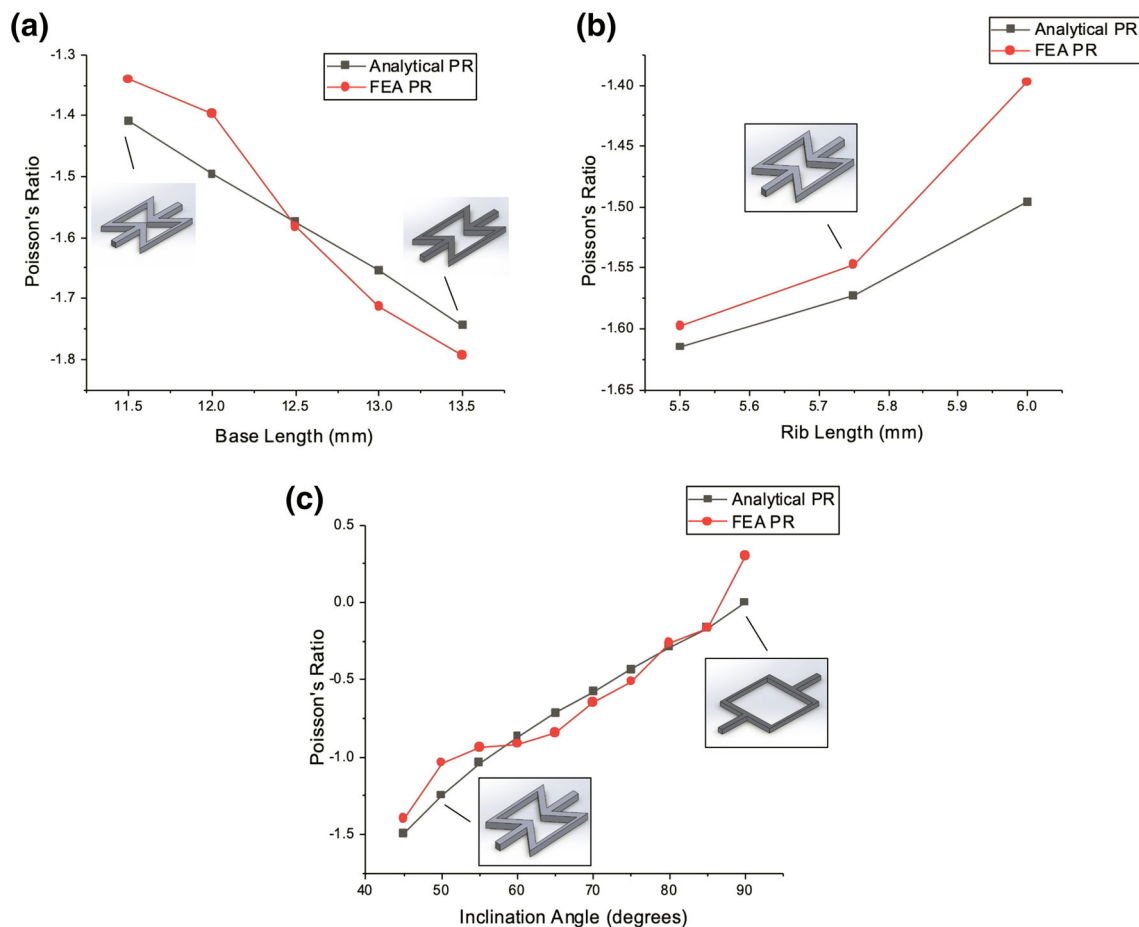 (a)
Analytical PR
FEA PR
-1.3
-1.4
-1.5
-1.6
-1.7
-1.8
Poisson's Ratio
11.5 12.0 12.5 13.0 13.5
Base Length (mm)
(b)
Analytical PR
FEA PR
-1.40
-1.45
-1.50
-1.55
-1.60
-1.65
Poisson's Ratio
5.5 5.6 5.7 5.8 5.9 6.0
Rib Length (mm)
(c)
Analytical PR
FEA PR
0.5
0.0
-0.5
-1.0
-1.5
Poisson's Ratio
40 50 60 70 80 90
Inclination Angle (degrees)